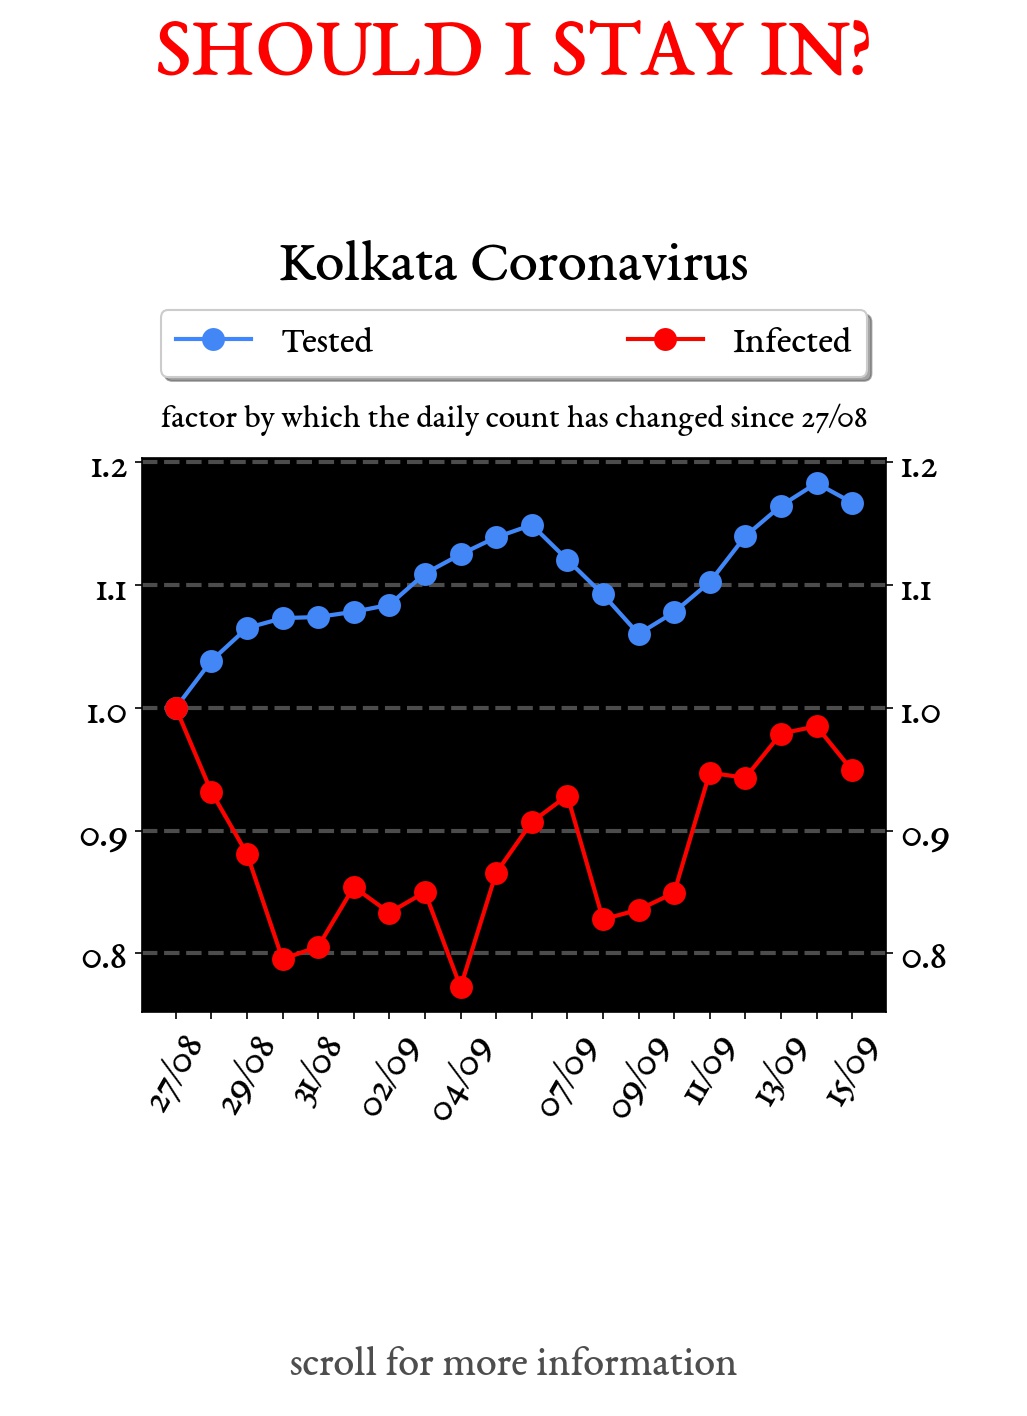 SHOULD I STAY IN?
Kolkata Coronavirus
Tested Infected
factor by which the daily count has changed since 27/08
1.2 1.2
1.1 1.1
1.0 1.0
0.9 0.9
0.8 0.8
27/08 29/08 31/08 02/09 04/09 07/09 09/09 11/09 13/09 15/09
scroll for more information